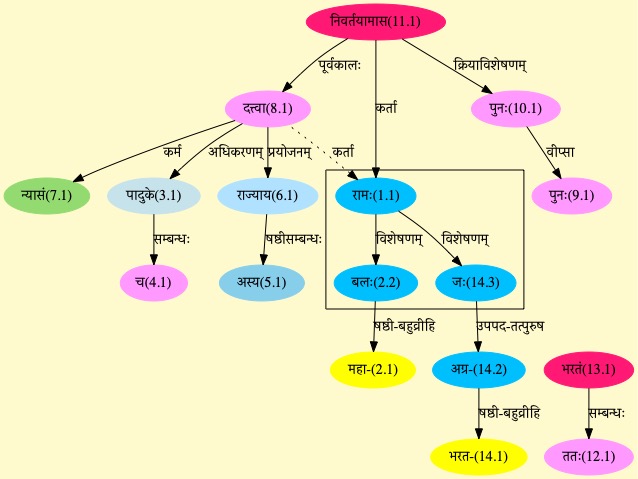 निवर्तयामास(11.1)
पूर्वकालः कर्ता क्रियाविशेषणम्
दत्त्वा(8.1) पुनः(10.1)
कर्म अधिकरणम् प्रयोजनम् कर्ता वीप्सा
न्यासं(7.1) पादुके(3.1) राज्याय(6.1) रामः(1.1) पुनः(9.1)
सम्बन्धः षष्ठीसम्बन्धः विशेषणम् विशेषणम्
च(4.1) अस्य(5.1) बलः(2.2) जः(14.3)
षष्ठी-बहुव्रीहि उपपद-तत्पुरुष
महा-(2.1) अग्र-(14.2) भरतं(13.1)
षष्ठी-बहुव्रीहि सम्बन्धः
भरत-(14.1) ततः(12.1)